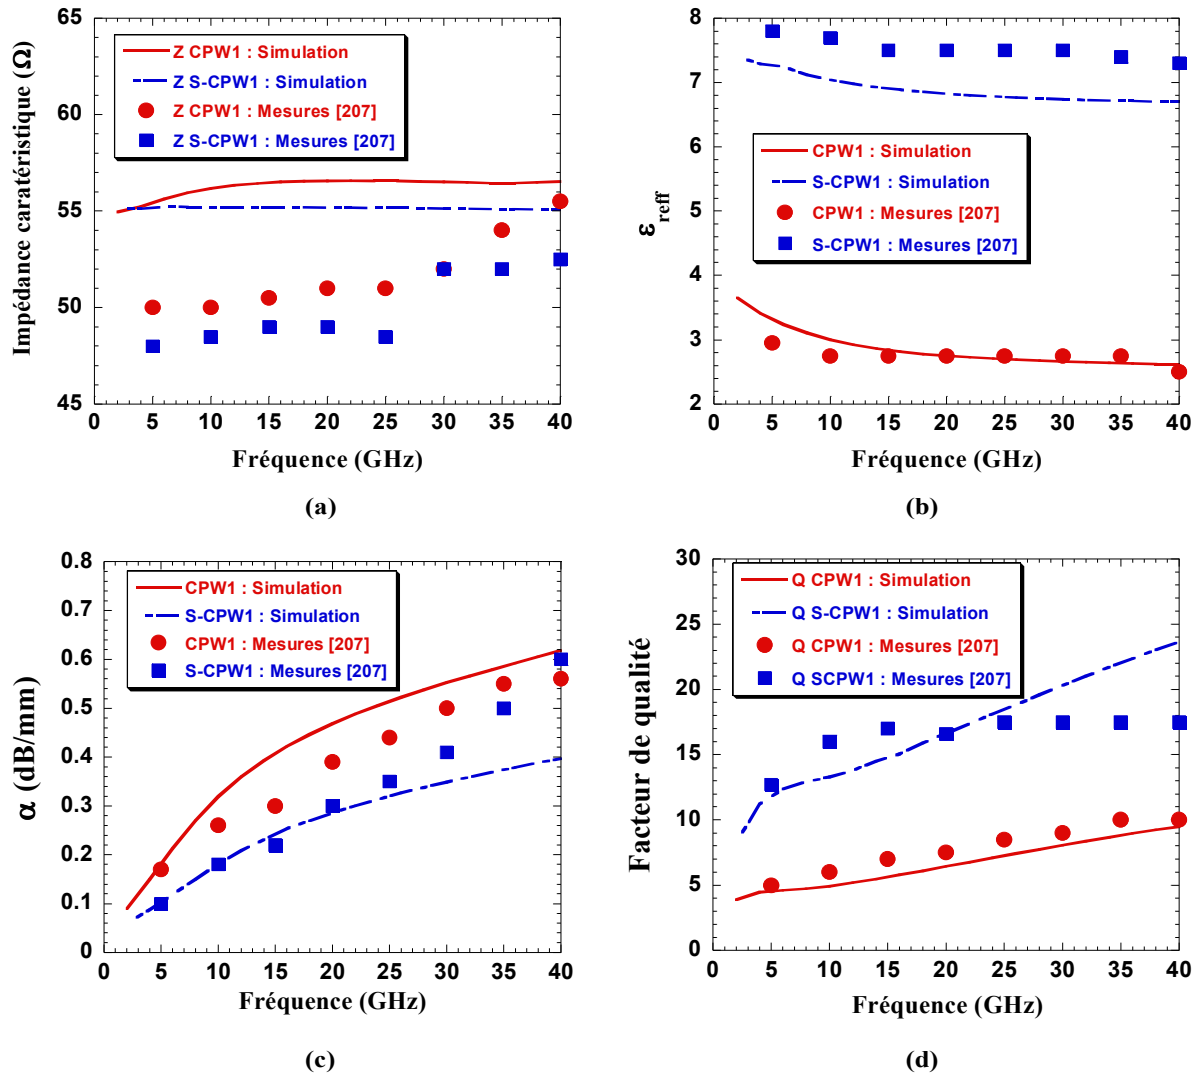 65
60
55
50
45
0 5 10 15 20 25 30 35 40
Impédance caratéristique (Ω)
Fréquence (GHz)
Z CPW1 : Simulation
Z S-CPW1 : Simulation
Z CPW1 : Mesures [207]
Z S-CPW1 : Mesures [207]
(a)
8
7
6
5
4
3
2
0 5 10 15 20 25 30 35 40
εreff
Fréquence (GHz)
CPW1 : Simulation
S-CPW1 : Simulation
CPW1 : Mesures [207]
S-CPW1 : Mesures [207]
(b)
0.8
0.7
0.6
0.5
0.4
0.3
0.2
0.1
0
0 5 10 15 20 25 30 35 40
α (dB/mm)
Fréquence (GHz)
CPW1 : Simulation
S-CPW1 : Simulation
CPW1 : Mesures [207]
S-CPW1 : Mesures [207]
(c)
30
25
20
15
10
5
0
0 5 10 15 20 25 30 35 40
Facteur de qualité
Fréquence (GHz)
Q CPW1 : Simulation
Q S-CPW1 : Simulation
Q CPW1 : Mesures [207]
Q SCPW1 : Mesures [207]
(d)